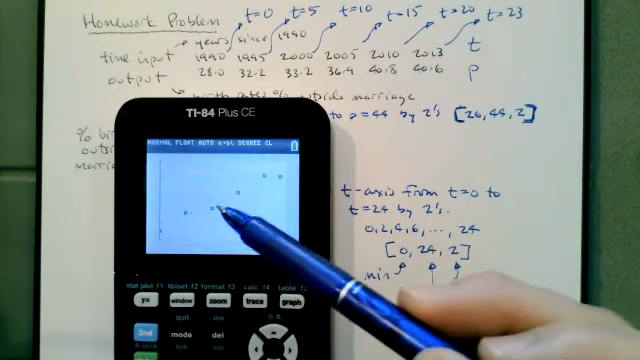 Homework Problem
t=0 t=5 t=10 t=15 t=20 t=23
years since 1990
time input 1990 1995 2000 2005 2010 2013 t
output 28.0 32.2 33.2 36.9 40.8 40.6 p
birth rates % outside marriage
to p=44 by 2's [26,44,2]
% bir
outsi
marri
t-axis from t=0 to
t=24 by 2's.
0,2,4,6,...,24
[0,24,2]
min
TI-84 Plus CE
NORMAL FLOAT AUTO a+bi DEGREE CL
stat plot f1 tblset f2 format f3 calc f4 table f5
y= window zoom trace graph
quit ins
2nd mode del
A-lock link list